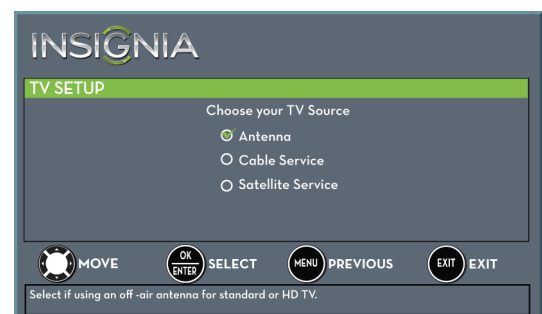 INSIGNIA
TV SETUP
Choose your TV Source
Antenna
Cable Service
Satellite Service
MOVE
OK
ENTER
SELECT
MENU
PREVIOUS
EXIT
EXIT
Select if using an off -air antenna for standard or HD TV.